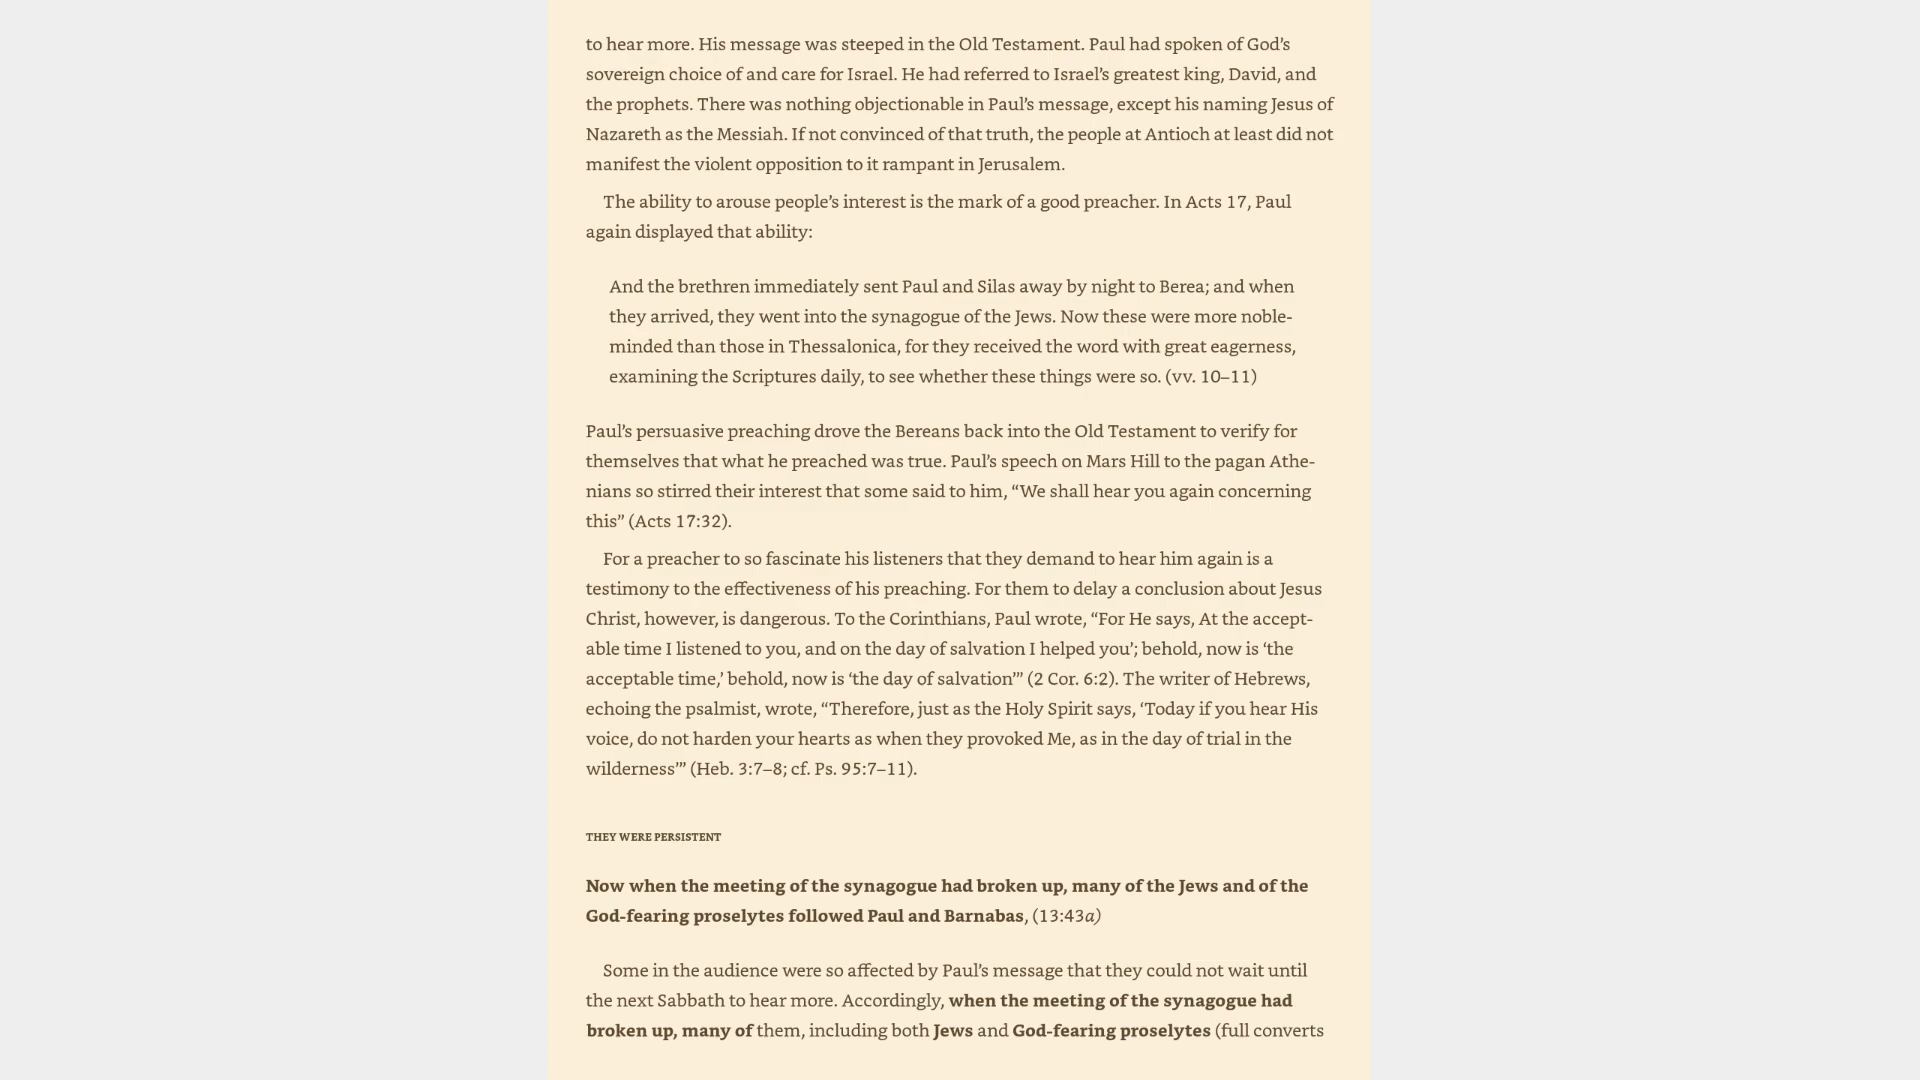 to hear more. His message was steeped in the Old Testament. Paul had spoken of God’s
sovereign choice of and care for Israel. He had referred to Israel’s greatest king, David, and
the prophets. There was nothing objectionable in Paul’s message, except his naming Jesus of
Nazareth as the Messiah. If not convinced of that truth, the people at Antioch at least did not
manifest the violent opposition to it rampant in Jerusalem.
The ability to arouse people’s interest is the mark of a good preacher. In Acts 17, Paul
again displayed that ability:
And the brethren immediately sent Paul and Silas away by night to Berea; and when
they arrived, they went into the synagogue of the Jews. Now these were more noble-
minded than those in Thessalonica, for they received the word with great eagerness,
examining the Scriptures daily, to see whether these things were so. (vv. 10–11)
Paul’s persuasive preaching drove the Bereans back into the Old Testament to verify for
themselves that what he preached was true. Paul’s speech on Mars Hill to the pagan Athe-
nians so stirred their interest that some said to him, “We shall hear you again concerning
this” (Acts 17:32).
For a preacher to so fascinate his listeners that they demand to hear him again is a
testimony to the effectiveness of his preaching. For them to delay a conclusion about Jesus
Christ, however, is dangerous. To the Corinthians, Paul wrote, “For He says, At the accept-
able time I listened to you, and on the day of salvation I helped you’; behold, now is ‘the
acceptable time,’ behold, now is ‘the day of salvation’” (2 Cor. 6:2). The writer of Hebrews,
echoing the psalmist, wrote, “Therefore, just as the Holy Spirit says, ‘Today if you hear His
voice, do not harden your hearts as when they provoked Me, as in the day of trial in the
wilderness’” (Heb. 3:7–8; cf. Ps. 95:7–11).
THEY WERE PERSISTENT
Now when the meeting of the synagogue had broken up, many of the Jews and of the
God-fearing proselytes followed Paul and Barnabas, (13:43a)
Some in the audience were so affected by Paul’s message that they could not wait until
the next Sabbath to hear more. Accordingly, when the meeting of the synagogue had
broken up, many of them, including both Jews and God-fearing proselytes (full converts